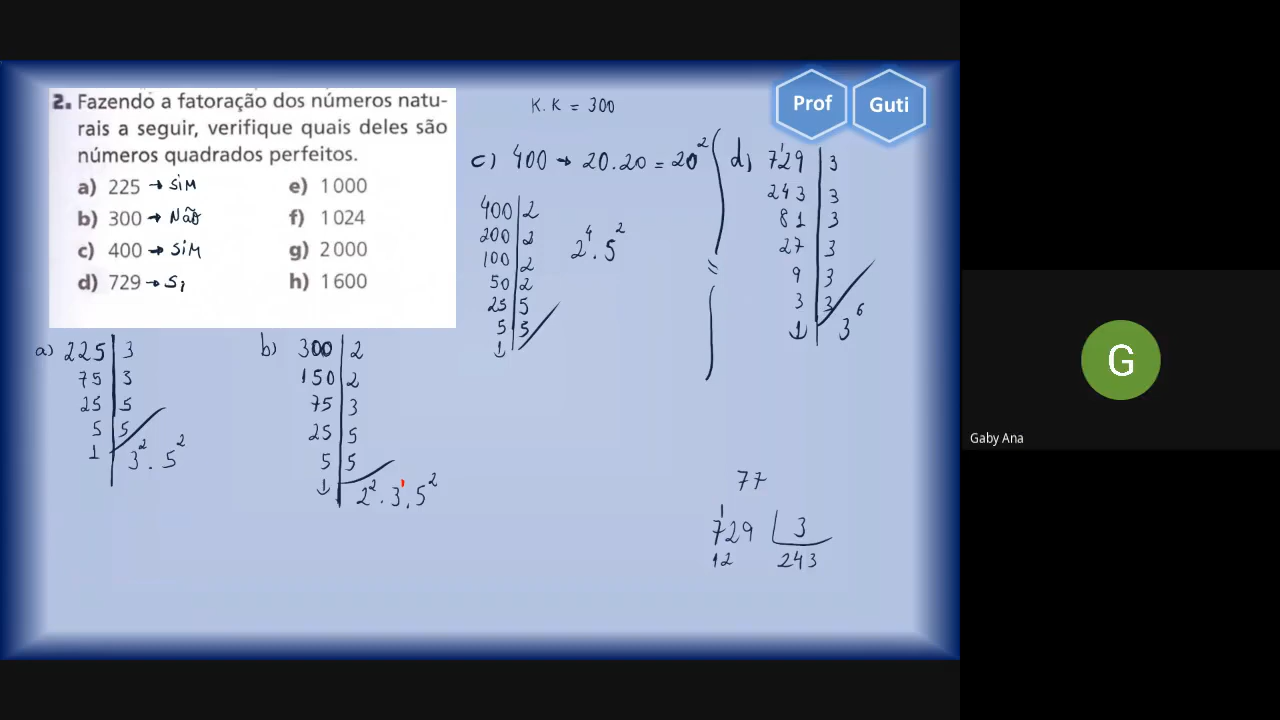 2. Fazendo a fatoração dos números natu-
rais a seguir, verifique quais deles são
números quadrados perfeitos.
a) 225 → SIM
e) 1 000
b) 300 → NÃO
f) 1 024
c) 400 → SIM
g) 2 000
d) 729 → Si
h) 1 600
K.K = 300
Prof Guti
c) 400 → 20.20 = 20²
400 | 2
200 | 2
100 | 2
50 | 2
25 | 5
5 | 5
1
2⁴ . 5²
d) 729 | 3
243 | 3
81 | 3
27 | 3
9 | 3
3 | 3
1 | 3⁶
a) 225 | 3
75 | 3
25 | 5
5 | 5
1 | 3² . 5²
b) 300 | 2
150 | 2
75 | 3
25 | 5
5 | 5
1 | 2² . 3¹ . 5²
77
1
729 | 3
12 243
G
Gaby Ana